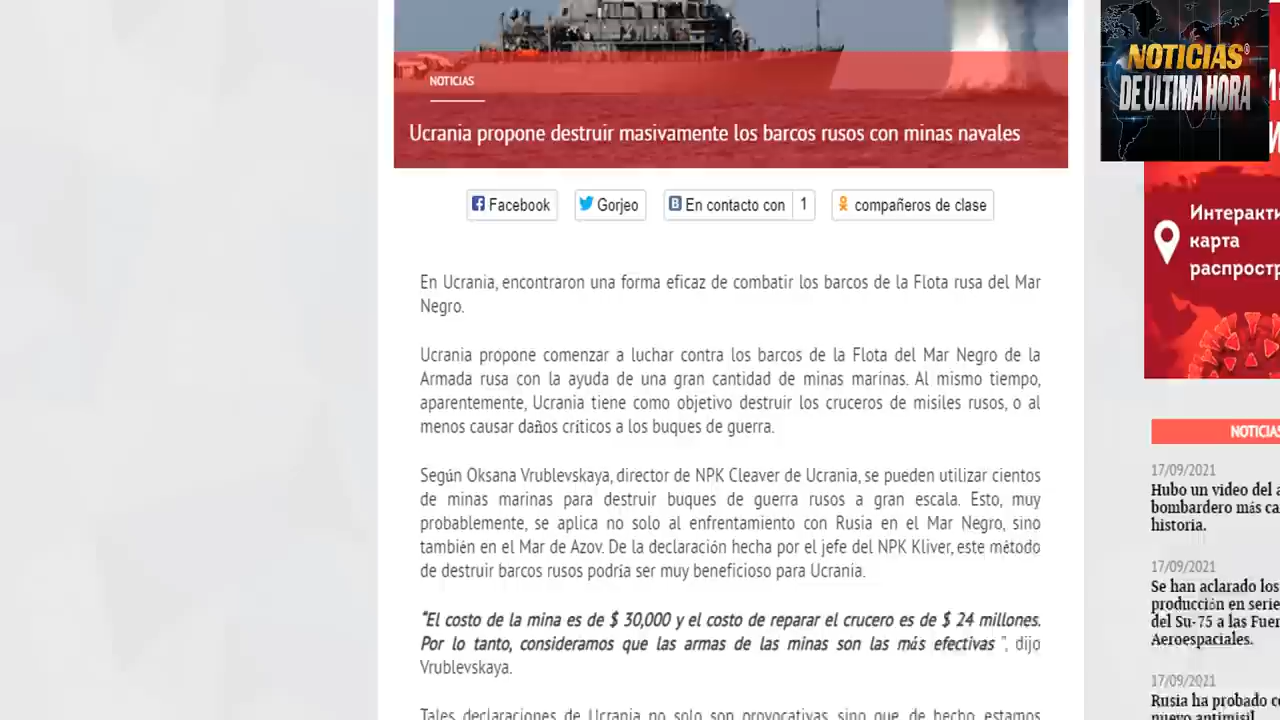 NOTICIAS
Ucrania propone destruir masivamente los barcos rusos con minas navales
Facebook
Gorjeo
En contacto con 1
compañeros de clase
En Ucrania, encontraron una forma eficaz de combatir los barcos de la Flota rusa del Mar
Negro.
Ucrania propone comenzar a luchar contra los barcos de la Flota del Mar Negro de la
Armada rusa con la ayuda de una gran cantidad de minas marinas. Al mismo tiempo,
aparentemente, Ucrania tiene como objetivo destruir los cruceros de misiles rusos, o al
menos causar daños críticos a los buques de guerra.
Según Oksana Vrublevskaya, director de NPK Cleaver de Ucrania, se pueden utilizar cientos
de minas marinas para destruir buques de guerra rusos a gran escala. Esto, muy
probablemente, se aplica no solo al enfrentamiento con Rusia en el Mar Negro, sino
también en el Mar de Azov. De la declaración hecha por el jefe del NPK Kliver, este método
de destruir barcos rusos podría ser muy beneficioso para Ucrania.
"El costo de la mina es de $ 30,000 y el costo de reparar el crucero es de $ 24 millones.
Por lo tanto, consideramos que las armas de las minas son las más efectivas ", dijo
Vrublevskaya.
Tales declaraciones de Ucrania no solo son provocativas, sino que, de hecho, estamos
NOTICIAS
DE ULTIMA HORA
Интеракти
карта
распростр
NOTICIAS
17/09/2021
Hubo un video del a
bombardero más ca
historia.
17/09/2021
Se han aclarado los
producción en serie
del Su-75 a las Fuer
Aeroespaciales.
17/09/2021
Rusia ha probado c
nuevo antimisil